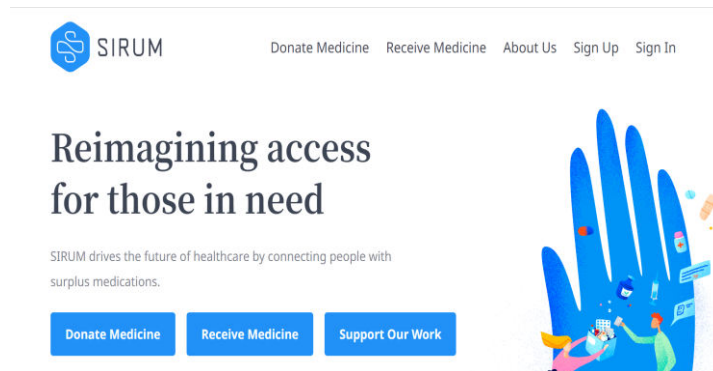 SIRUM
Donate Medicine Receive Medicine About Us Sign Up Sign In
Reimagining access
for those in need
SIRUM drives the future of healthcare by connecting people with
surplus medications.
Donate Medicine Receive Medicine Support Our Work